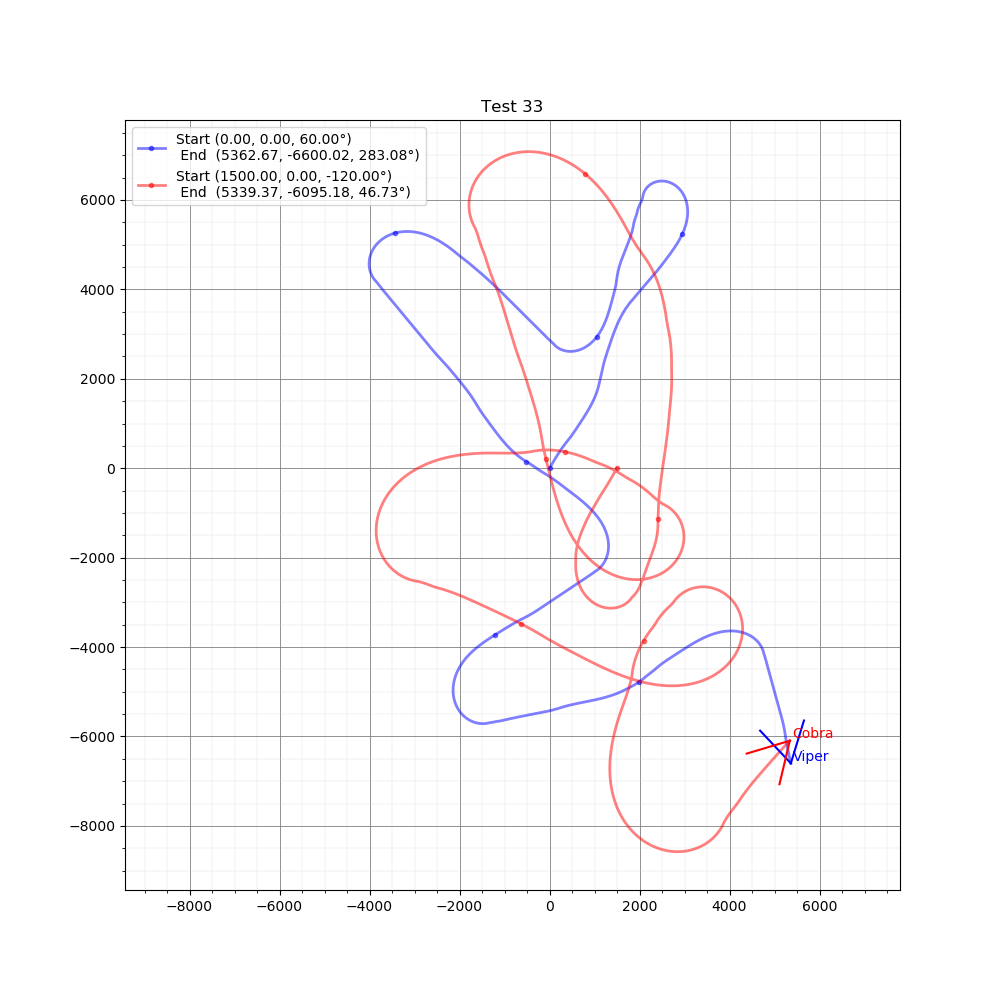 Test 33
Start (0.00, 0.00, 60.00°)
End (5362.67, -6600.02, 283.08°)
Start (1500.00, 0.00, -120.00°)
End (5339.37, -6095.18, 46.73°)
6000
4000
2000
0
−2000
−4000
−6000
−8000
Cobra
Viper
−8000 −6000 −4000 −2000 0 2000 4000 6000